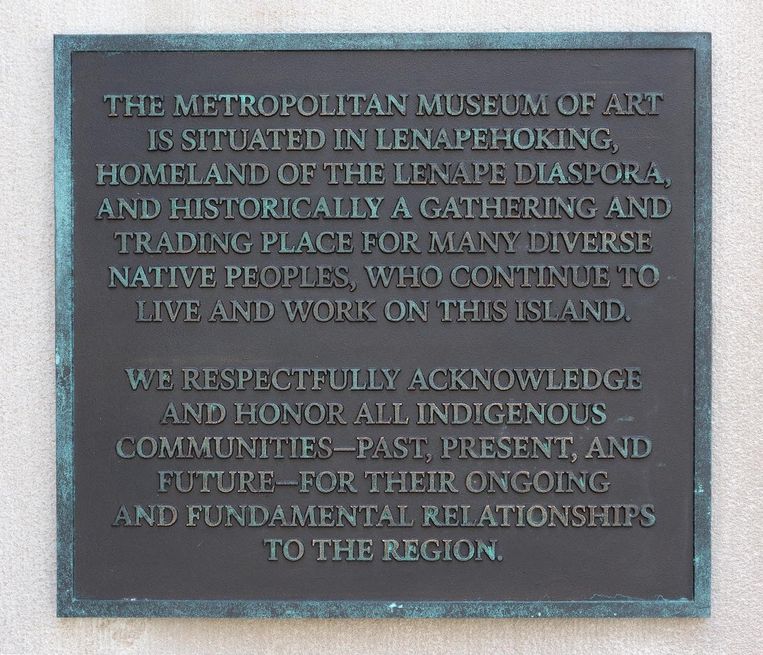 THE METROPOLITAN MUSEUM OF ART
IS SITUATED IN LENAPEHOKING,
HOMELAND OF THE LENAPE DIASPORA,
AND HISTORICALLY A GATHERING AND
TRADING PLACE FOR MANY DIVERSE
NATIVE PEOPLES, WHO CONTINUE TO
LIVE AND WORK ON THIS ISLAND.
WE RESPECTFULLY ACKNOWLEDGE
AND HONOR ALL INDIGENOUS
COMMUNITIES—PAST, PRESENT, AND
FUTURE—FOR THEIR ONGOING
AND FUNDAMENTAL RELATIONSHIPS
TO THE REGION.